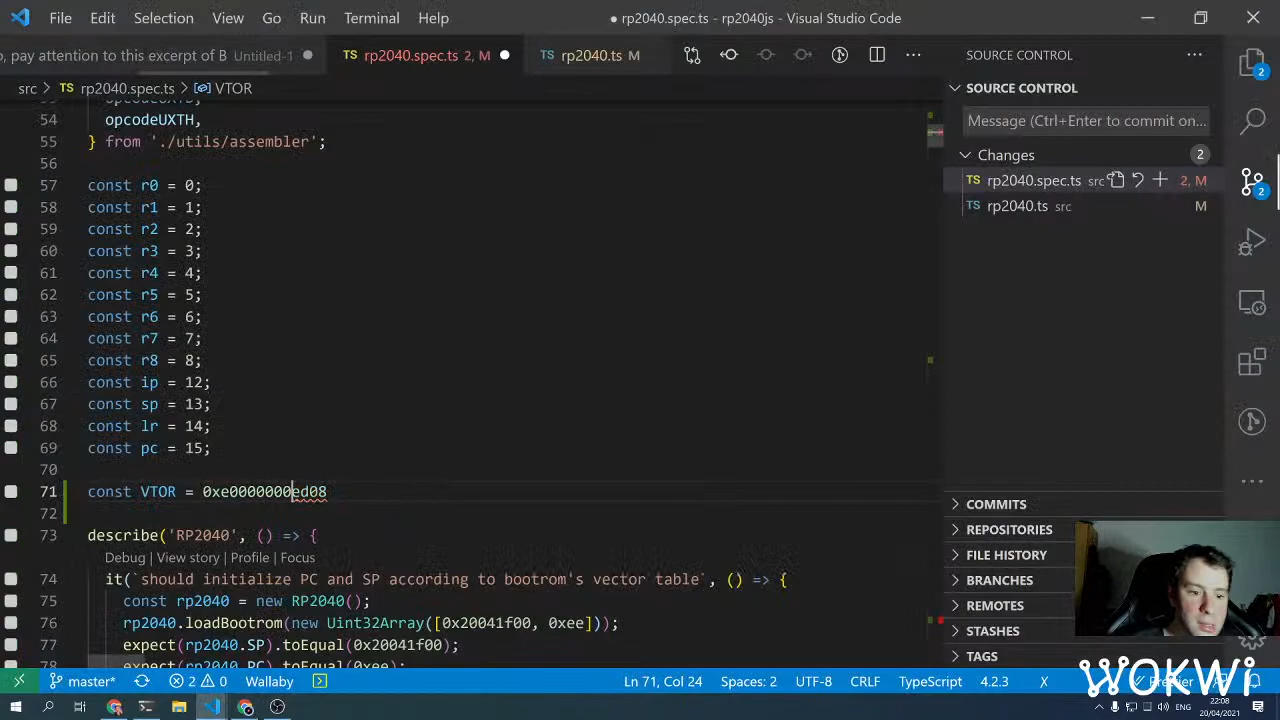 File Edit Selection View Go Run Terminal Help
● rp2040.spec.ts - rp2040js - Visual Studio Code
, pay attention to this excerpt of B Untitled-1 ●
TS rp2040.spec.ts 2, M ●
TS rp2040.ts M
SOURCE CONTROL
src > TS rp2040.spec.ts > VTOR
SOURCE CONTROL
Message (Ctrl+Enter to commit on...
Changes 2
TS rp2040.spec.ts src 2, M
TS rp2040.ts src M
54 opcodeUXTH,
55 } from './utils/assembler';
56
57 const r0 = 0;
58 const r1 = 1;
59 const r2 = 2;
60 const r3 = 3;
61 const r4 = 4;
62 const r5 = 5;
63 const r6 = 6;
64 const r7 = 7;
65 const r8 = 8;
66 const ip = 12;
67 const sp = 13;
68 const lr = 14;
69 const pc = 15;
70
71 const VTOR = 0xe0000000ed08
72
73 describe('RP2040', () => {
Debug | View story | Profile | Focus
74 it(`should initialize PC and SP according to bootrom's vector table`, () => {
75 const rp2040 = new RP2040();
76 rp2040.loadBootrom(new Uint32Array([0x20041f00, 0xee]));
77 expect(rp2040.SP).toEqual(0x20041f00);
78 expect(rp2040.PC).toEqual(0xee);
COMMITS
REPOSITORIES
FILE HISTORY
BRANCHES
REMOTES
STASHES
TAGS
2
2
master* 2 0 Wallaby
Ln 71, Col 24 Spaces: 2 UTF-8 CRLF TypeScript 4.2.3 X Prettier
WOKWi
ENG
22:08
20/04/2021